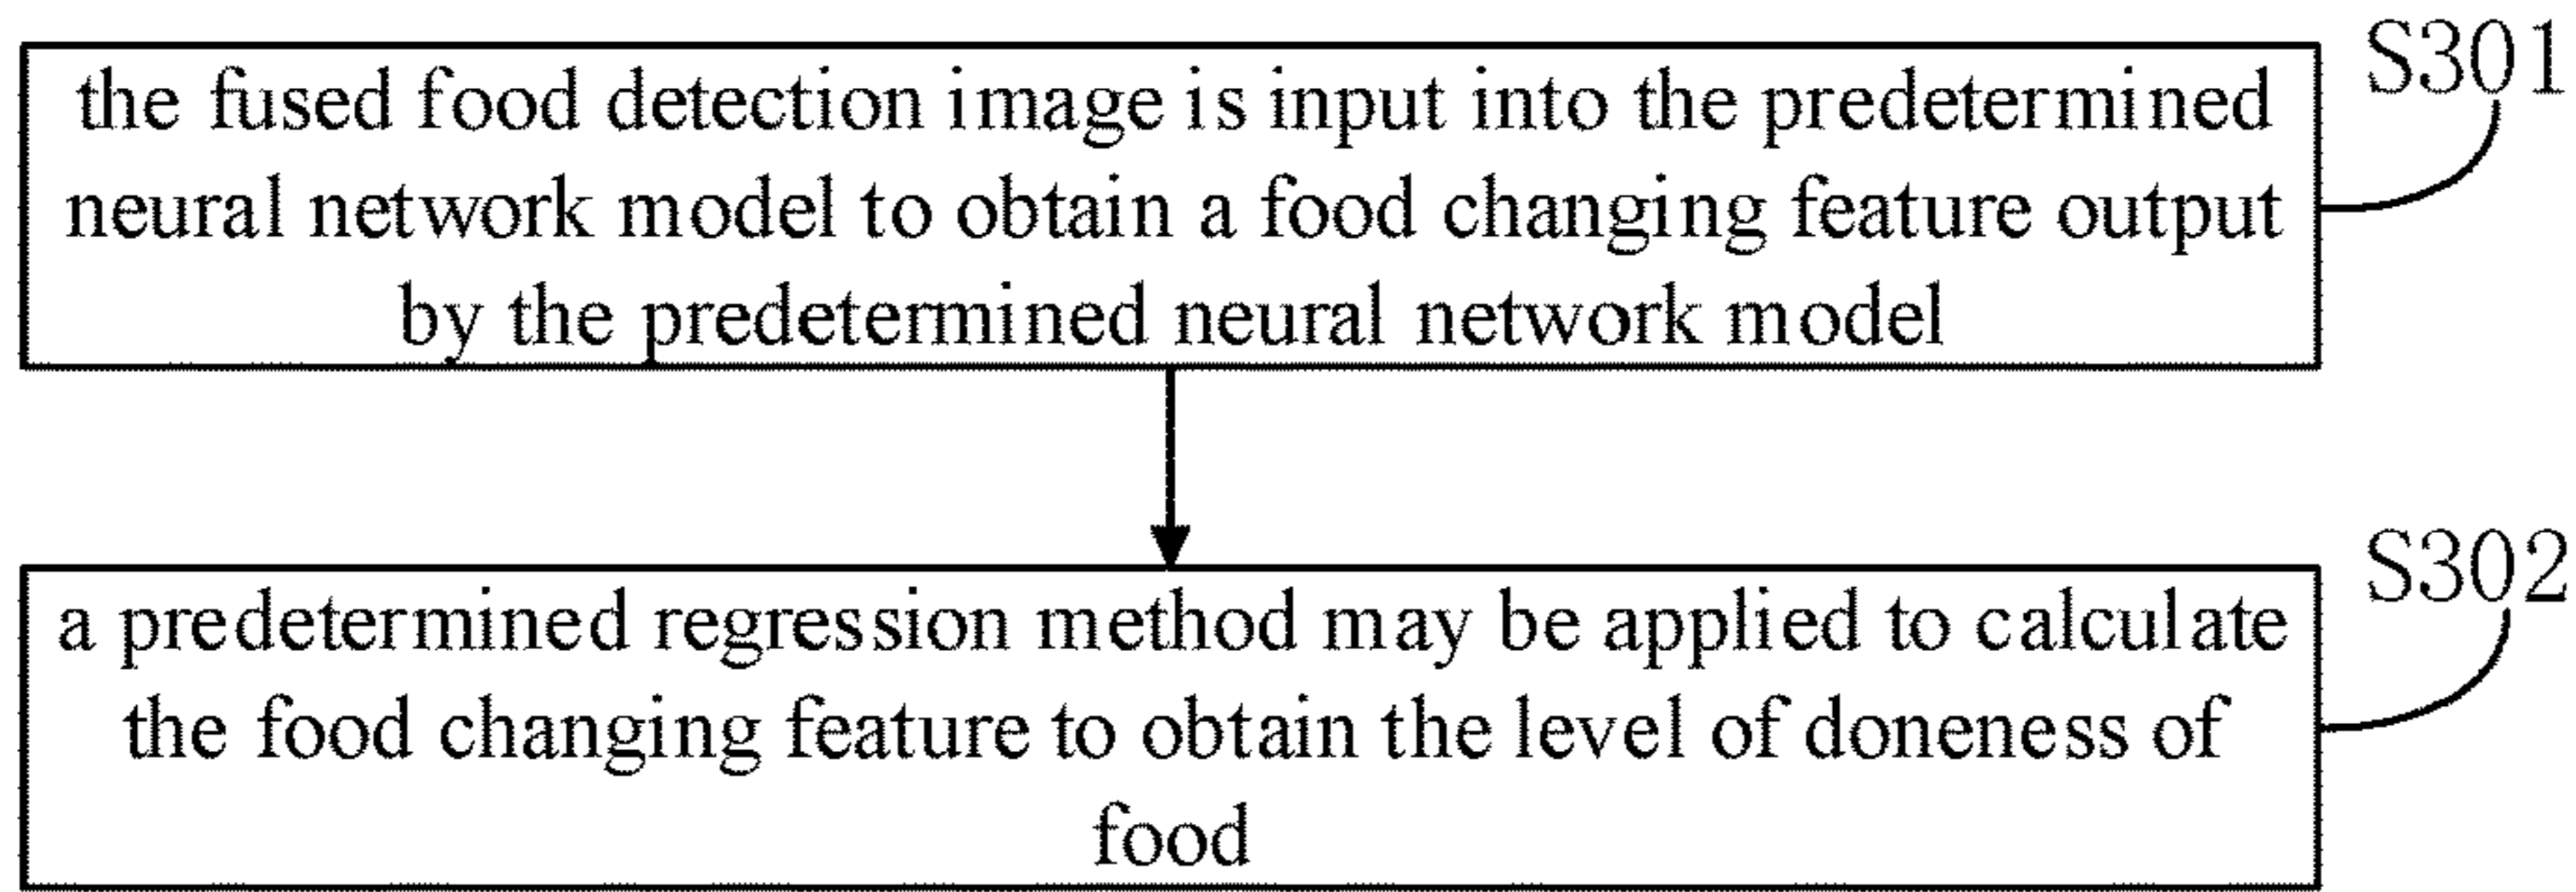 the fused food detection image is input into the predetermined
neural network model to obtain a food changing feature output
by the predetermined neural network model
S301
a predetermined regression method may be applied to calculate
the food changing feature to obtain the level of doneness of
food
S302